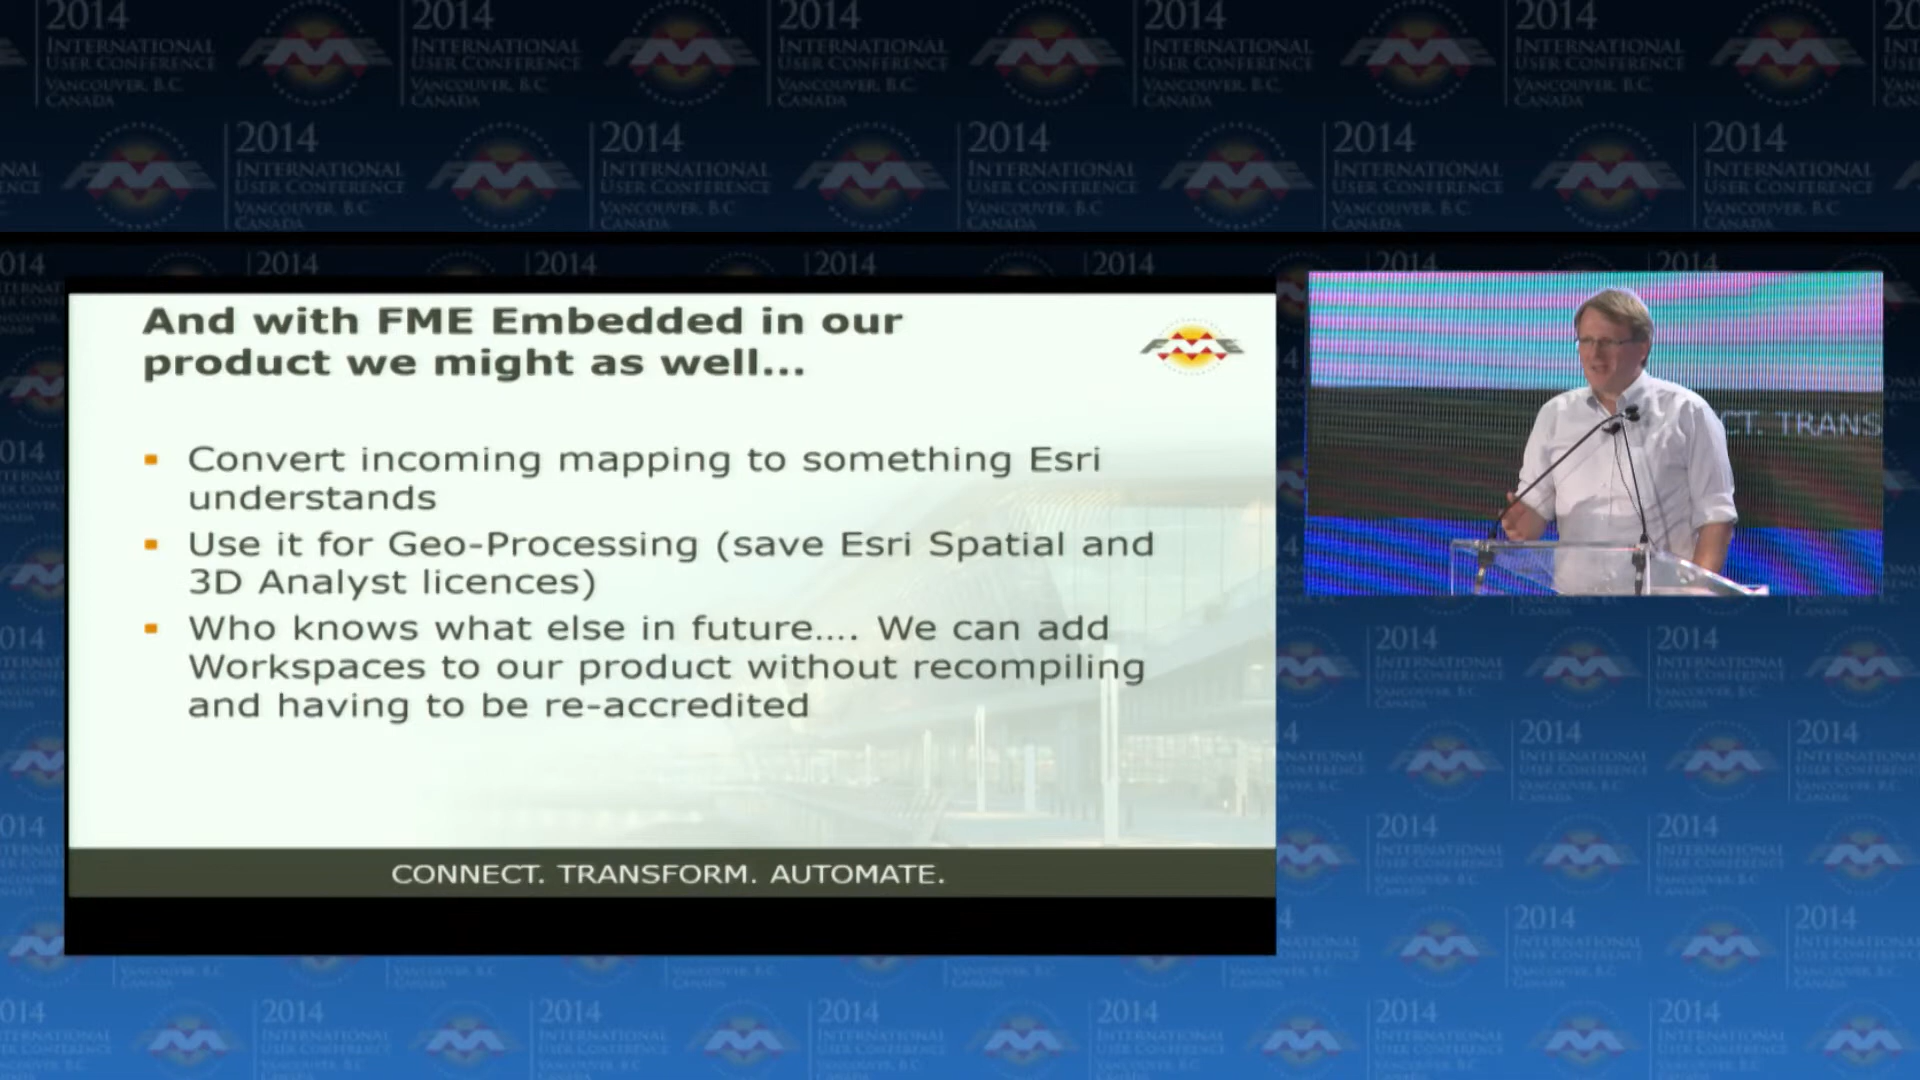 2014
INTERNATIONAL
USER CONFERENCE
VANCOUVER, B.C.
CANADA
And with FME Embedded in our
product we might as well...
FME
Convert incoming mapping to something Esri
understands
Use it for Geo-Processing (save Esri Spatial and
3D Analyst licences)
Who knows what else in future.... We can add
Workspaces to our product without recompiling
and having to be re-accredited
CONNECT. TRANSFORM. AUTOMATE.
CT. TRANS